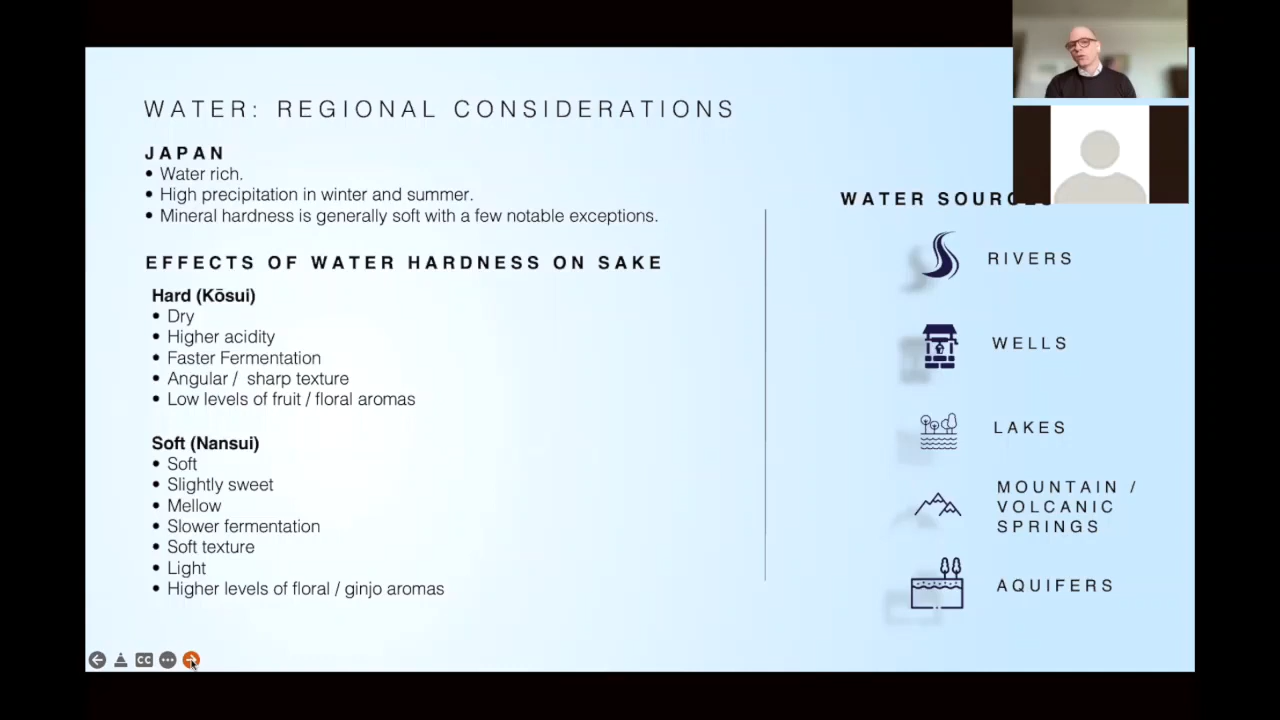 WATER: REGIONAL CONSIDERATIONS
JAPAN
• Water rich.
• High precipitation in winter and summer.
• Mineral hardness is generally soft with a few notable exceptions.
EFFECTS OF WATER HARDNESS ON SAKE
Hard (Kōsui)
• Dry
• Higher acidity
• Faster Fermentation
• Angular / sharp texture
• Low levels of fruit / floral aromas
Soft (Nansui)
• Soft
• Slightly sweet
• Mellow
• Slower fermentation
• Soft texture
• Light
• Higher levels of floral / ginjo aromas
WATER SOURCES
RIVERS
WELLS
LAKES
MOUNTAIN /
VOLCANIC
SPRINGS
AQUIFERS
CC